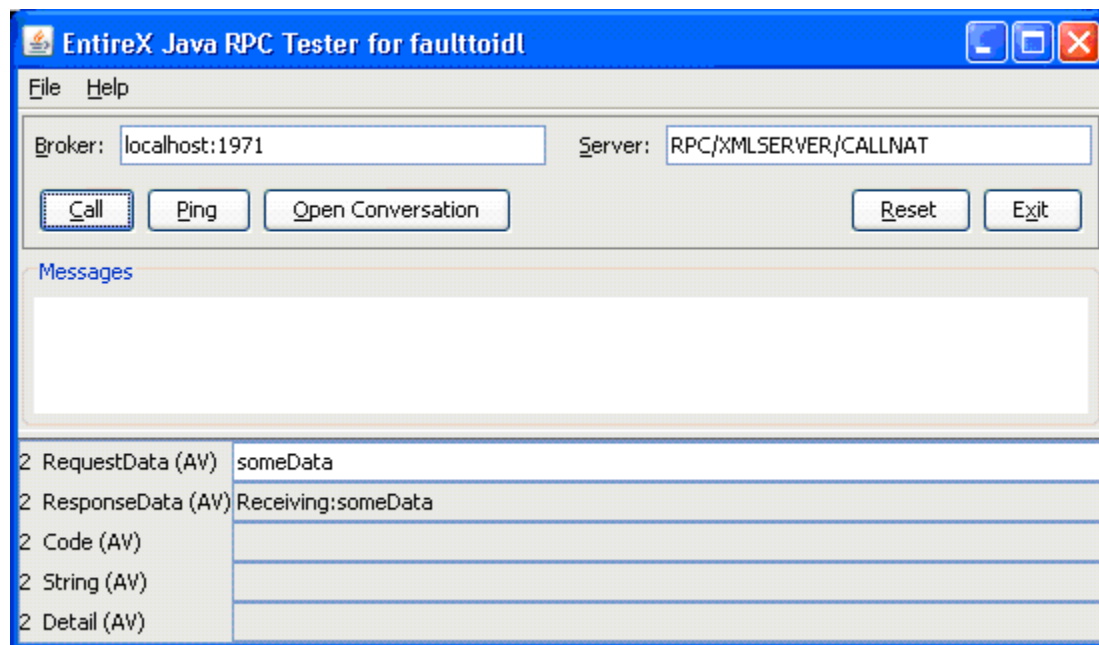 EntireX Java RPC Tester for faulttoidl
File Help
Broker: localhost:1971 Server: RPC/XMLSERVER/CALLNAT
Call Ping Open Conversation Reset Exit
Messages
2 RequestData (AV) someData
2 ResponseData (AV) Receiving:someData
2 Code (AV)
2 String (AV)
2 Detail (AV)